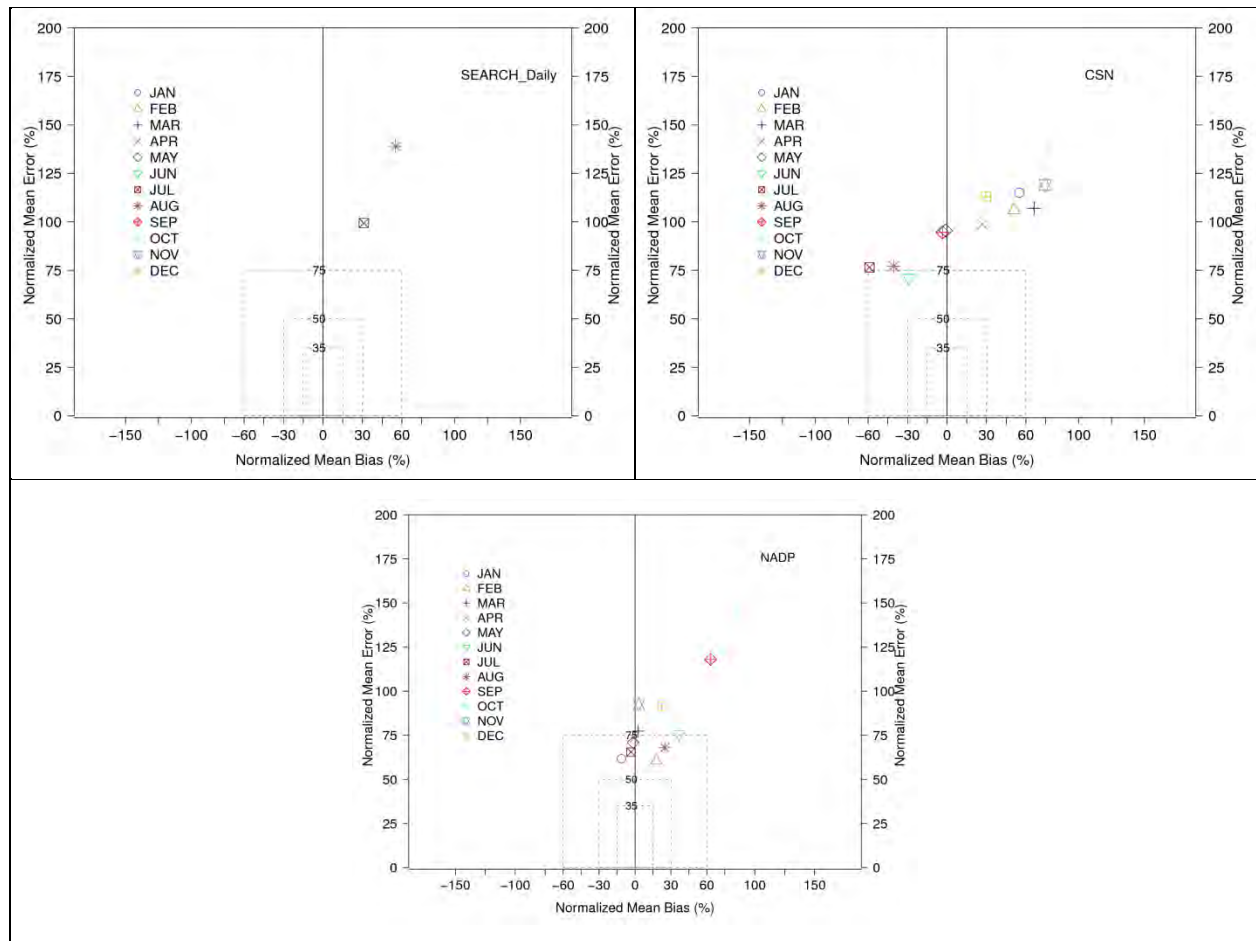 SEARCH_Daily
Normalized Mean Error (%)
200
175
150
125
100
75
50
25
0
JAN
FEB
MAR
APR
MAY
JUN
JUL
AUG
SEP
OCT
NOV
DEC
75
50
35
200
175
150
125
100
75
50
25
0
Normalized Mean Error (%)
−150 −100 −60 −30 0 30 60 100 150
Normalized Mean Bias (%)
CSN
Normalized Mean Error (%)
200
175
150
125
100
75
50
25
0
JAN
FEB
MAR
APR
MAY
JUN
JUL
AUG
SEP
OCT
NOV
DEC
75
50
35
200
175
150
125
100
75
50
25
0
Normalized Mean Error (%)
−150 −100 −60 −30 0 30 60 100 150
Normalized Mean Bias (%)
NADP
Normalized Mean Error (%)
200
175
150
125
100
75
50
25
0
JAN
FEB
MAR
APR
MAY
JUN
JUL
AUG
SEP
OCT
NOV
DEC
75
50
35
200
175
150
125
100
75
50
25
0
Normalized Mean Error (%)
−150 −100 −60 −30 0 30 60 100 150
Normalized Mean Bias (%)